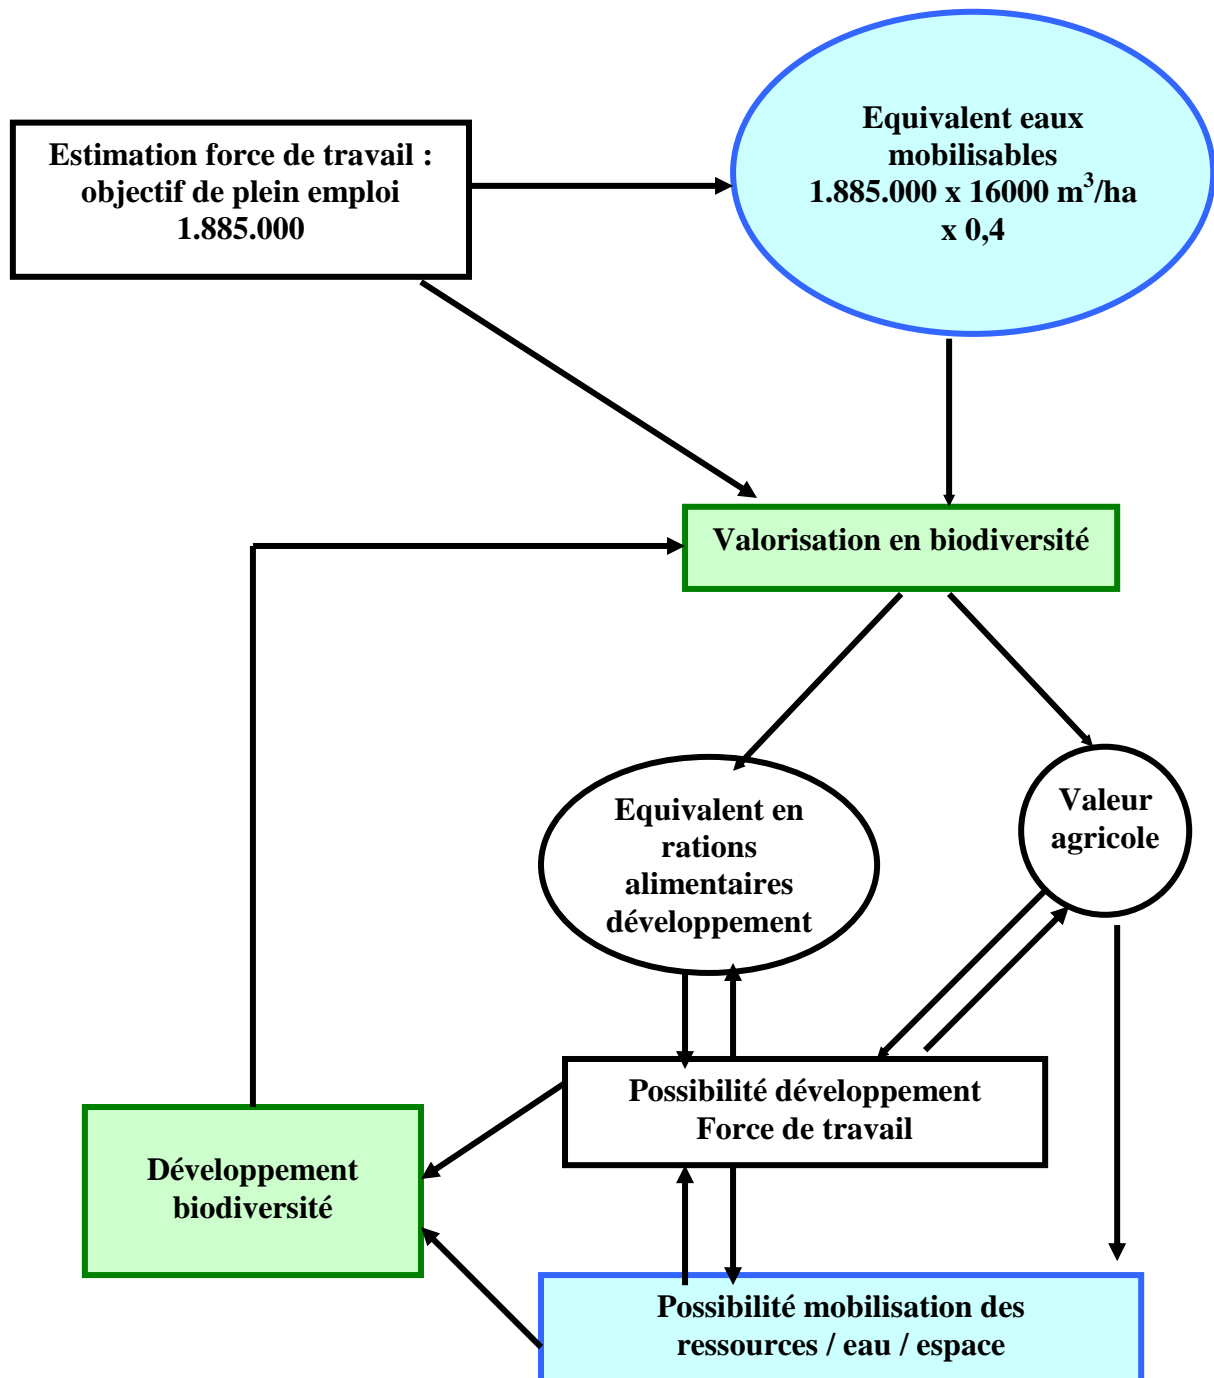 Estimation force de travail :
objectif de plein emploi
1.885.000
Equivalent eaux
mobilisables
1.885.000 x 16000 m³/ha
x 0,4
Valorisation en biodiversité
Equivalent en
rations
alimentaires
développement
Valeur
agricole
Possibilité développement
Force de travail
Développement
biodiversité
Possibilité mobilisation des
ressources / eau / espace